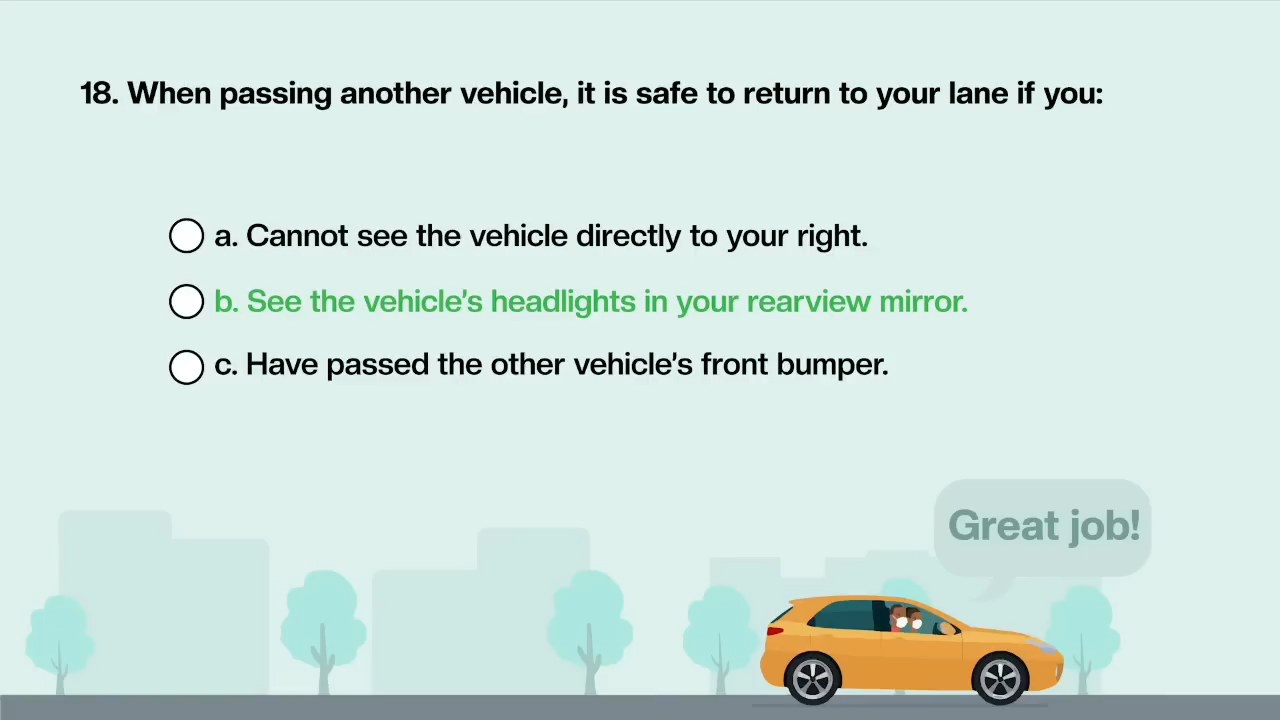 18. When passing another vehicle, it is safe to return to your lane if you:
a. Cannot see the vehicle directly to your right.
b. See the vehicle's headlights in your rearview mirror.
c. Have passed the other vehicle's front bumper.
Great job!